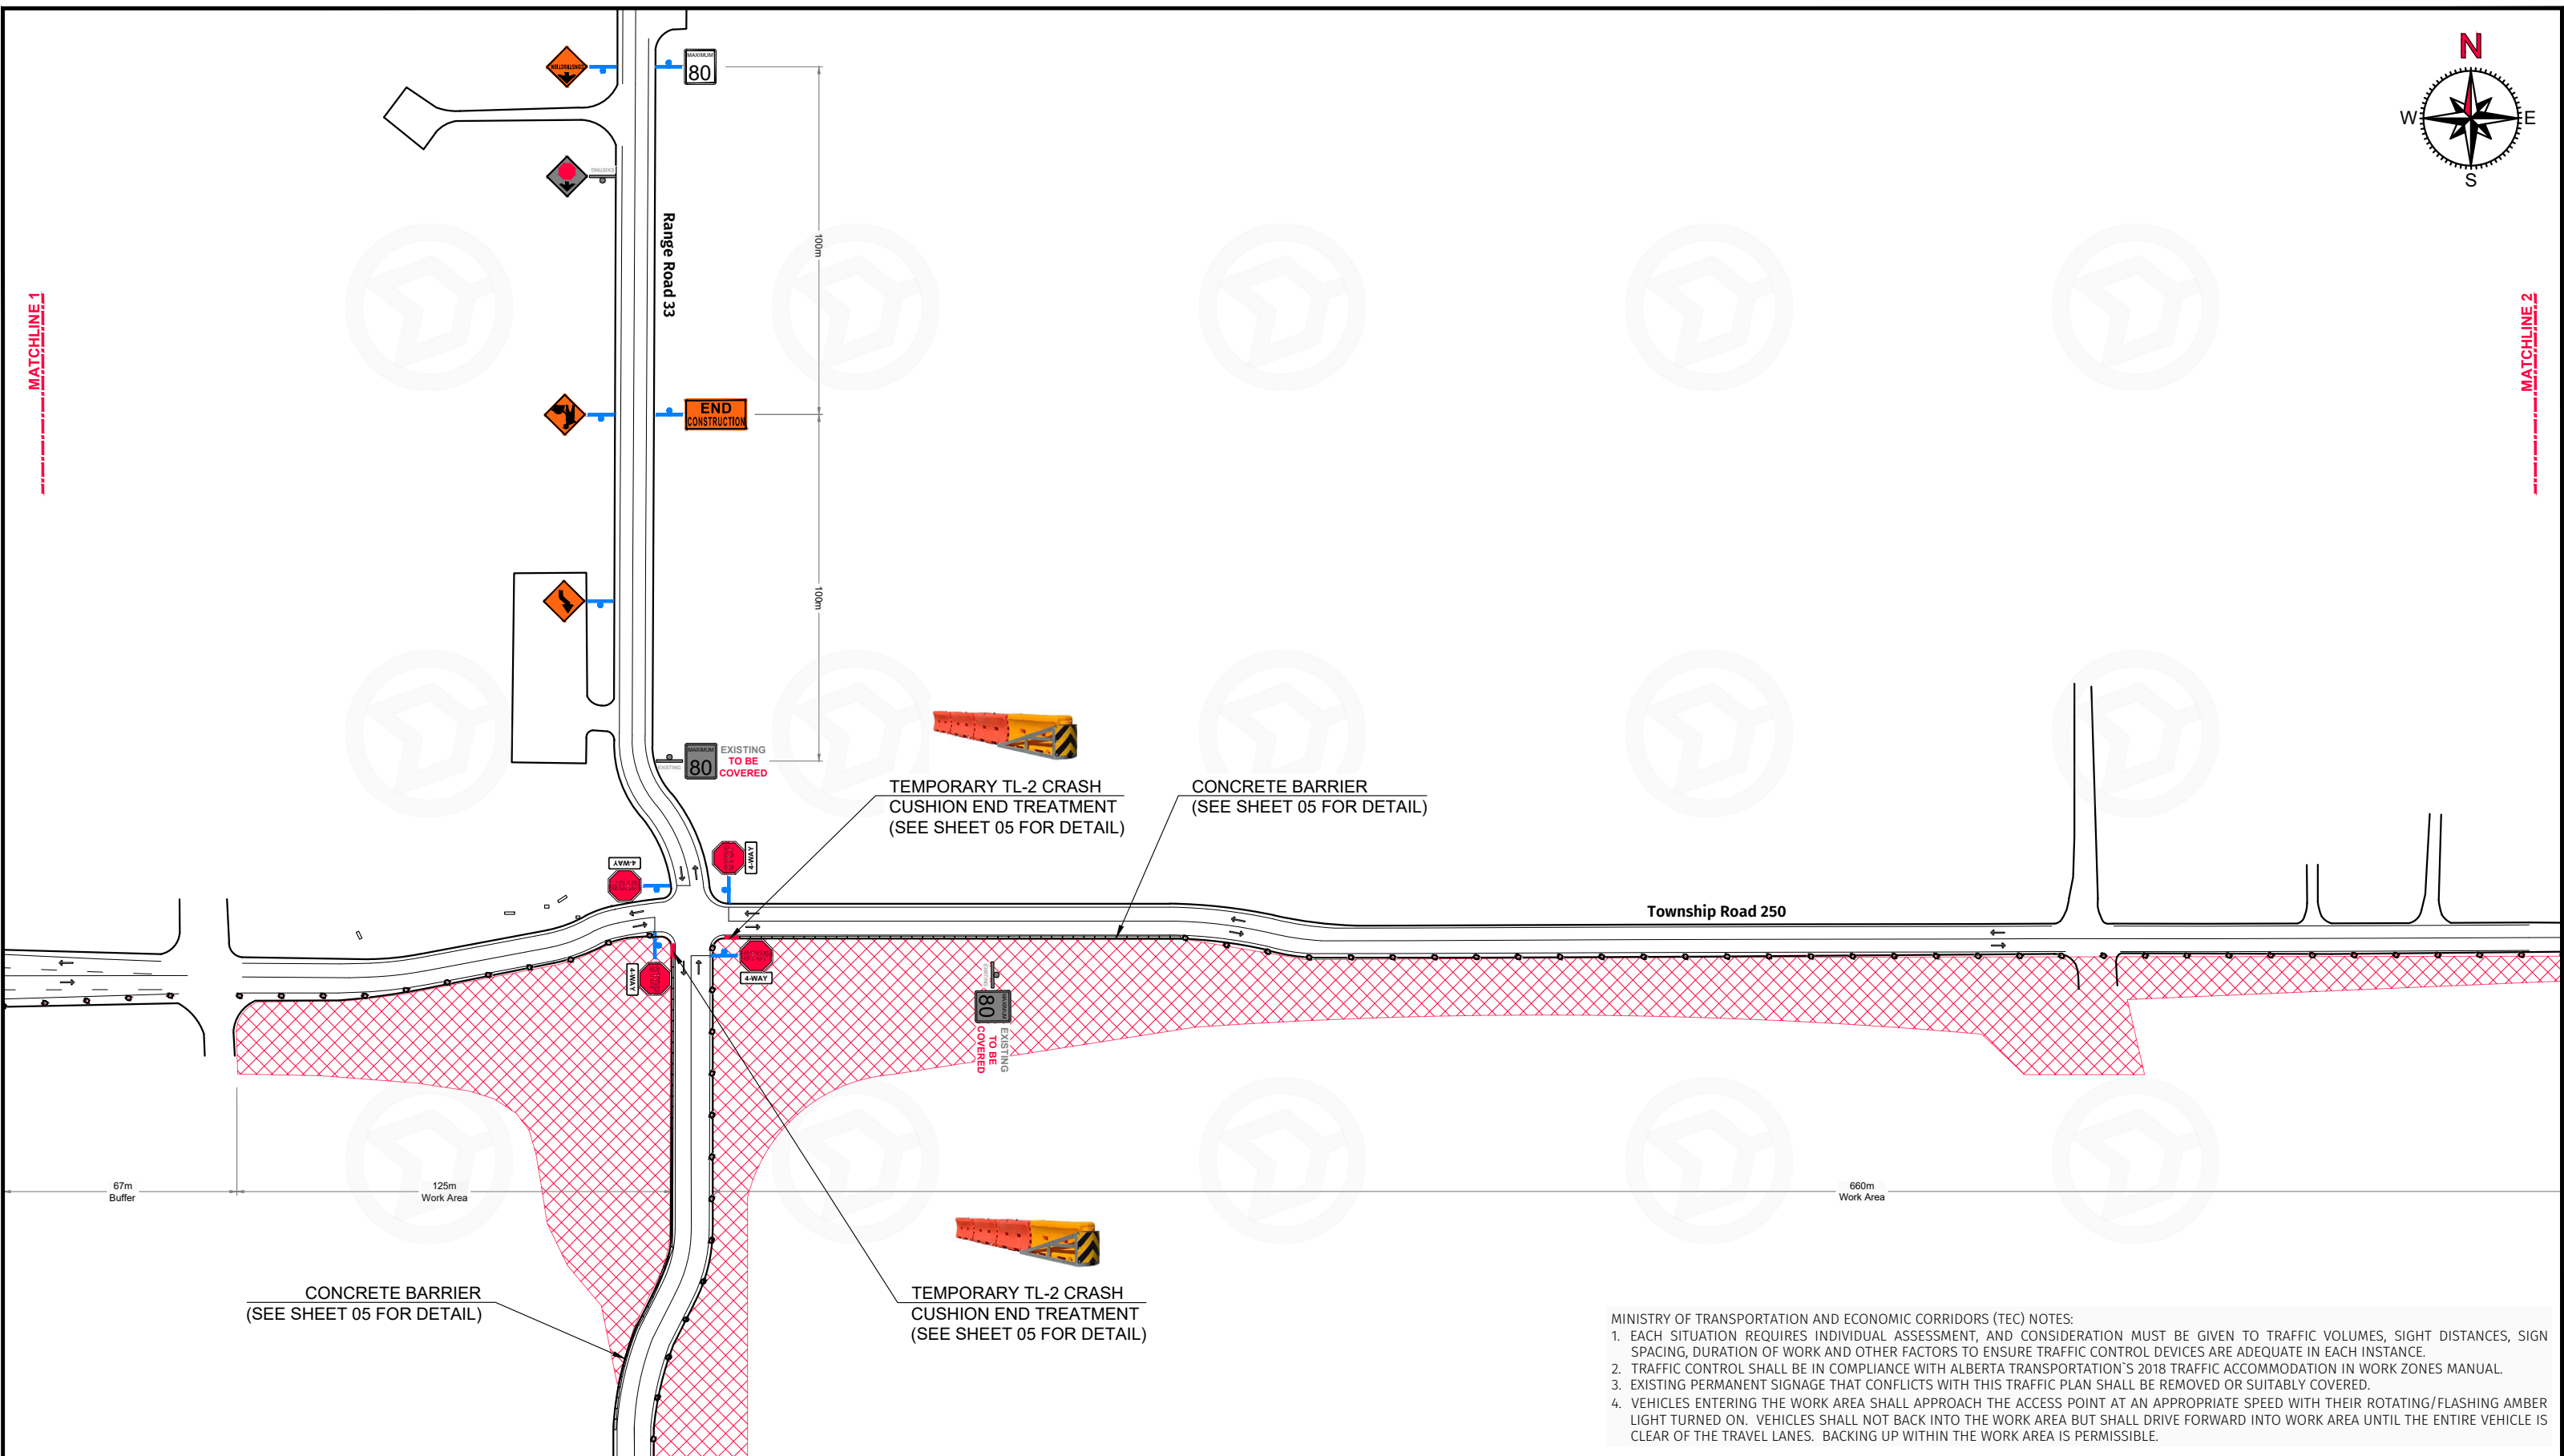 N
W
E
S
MAXIMUM
80
EXISTING
Range Road 33
100m
MATCHLINE 1
MATCHLINE 2
END
CONSTRUCTION
100m
MAXIMUM
80
EXISTING
EXISTING
TO BE
COVERED
TEMPORARY TL-2 CRASH
CUSHION END TREATMENT
(SEE SHEET 05 FOR DETAIL)
CONCRETE BARRIER
(SEE SHEET 05 FOR DETAIL)
4-WAY
STOP
4-WAY
STOP
Township Road 250
STOP
4-WAY
STOP
4-WAY
MAXIMUM
80
EXISTING
TO BE
COVERED
67m
Buffer
125m
Work Area
660m
Work Area
CONCRETE BARRIER
(SEE SHEET 05 FOR DETAIL)
TEMPORARY TL-2 CRASH
CUSHION END TREATMENT
(SEE SHEET 05 FOR DETAIL)
MINISTRY OF TRANSPORTATION AND ECONOMIC CORRIDORS (TEC) NOTES:
1. EACH SITUATION REQUIRES INDIVIDUAL ASSESSMENT, AND CONSIDERATION MUST BE GIVEN TO TRAFFIC VOLUMES, SIGHT DISTANCES, SIGN
SPACING, DURATION OF WORK AND OTHER FACTORS TO ENSURE TRAFFIC CONTROL DEVICES ARE ADEQUATE IN EACH INSTANCE.
2. TRAFFIC CONTROL SHALL BE IN COMPLIANCE WITH ALBERTA TRANSPORTATION`S 2018 TRAFFIC ACCOMMODATION IN WORK ZONES MANUAL.
3. EXISTING PERMANENT SIGNAGE THAT CONFLICTS WITH THIS TRAFFIC PLAN SHALL BE REMOVED OR SUITABLY COVERED.
4. VEHICLES ENTERING THE WORK AREA SHALL APPROACH THE ACCESS POINT AT AN APPROPRIATE SPEED WITH THEIR ROTATING/FLASHING AMBER
LIGHT TURNED ON. VEHICLES SHALL NOT BACK INTO THE WORK AREA BUT SHALL DRIVE FORWARD INTO WORK AREA UNTIL THE ENTIRE VEHICLE IS
CLEAR OF THE TRAVEL LANES. BACKING UP WITHIN THE WORK AREA IS PERMISSIBLE.